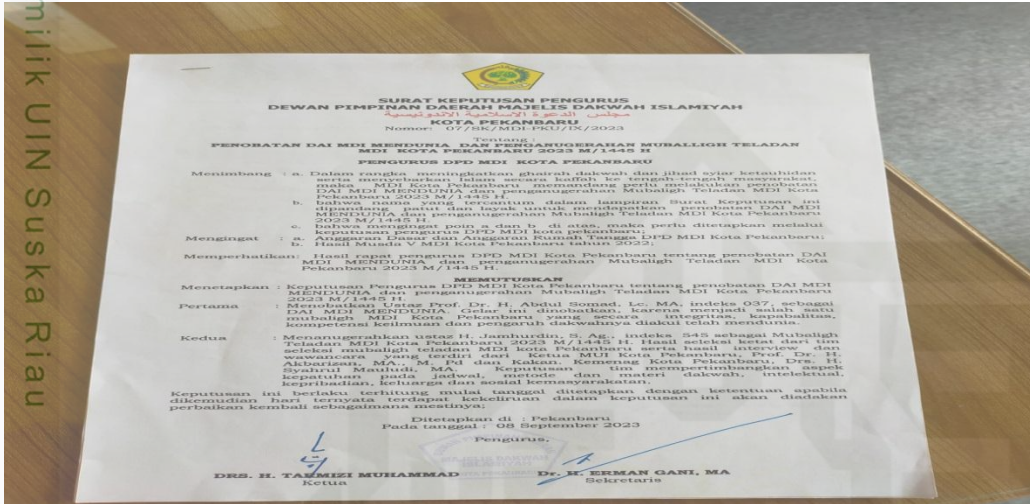 milik UIN Suska Riau
SURAT KEPUTUSAN PENGURUS
DEWAN PIMPINAN DAERAH MAJELIS DAKWAH ISLAMIYAH
مجلس الدعوة الاسلامية الاندونيسية
KOTA PEKANBARU
Nomor: 07/SK/MDI-PKU/IX/2023
Tentang :
PENOBATAN DAI MDI MENDUNIA DAN PENGANUGERAHAN MUBALLIGH TELADAN
MDI KOTA PEKANBARU 2023 M/1445 H
PENGURUS DPD MDI KOTA PEKANBARU
Menimbang : a. Dalam rangka meningkatkan ghairah dakwah dan jihad syiar ketauhidan
serta menyebarkan Islam secara kaffah ke tengah-tengah masyarakat,
maka MDI Kota Pekanbaru memandang perlu melakukan penobatan
DAI MDI MENDUNIA dan penganugerahan Mubaligh Teladan MDI Kota
Pekanbaru 2023 M/1445 H.
b. bahwa nama yang tercantum dalam lampiran Surat Keputusan ini
dipandang patut dan layak untuk mendapatkan penobatan DAI MDI
MENDUNIA dan penganugerahan Mubaligh Teladan MDI Kota Pekanbaru
2023 M/1445 H.
c. bahwa mengingat poin a dan b di atas, maka perlu ditetapkan melalui
keputusan pengurus DPD MDI kota pekanbaru;
Mengingat : a. Anggaran Dasar dan Anggaran Rumah Tangga DPD MDI Kota Pekanbaru;
b. Hasil Musda V MDI Kota Pekanbaru tahun 2022;
Memperhatikan: Hasil rapat pengurus DPD MDI Kota Pekanbaru tentang penobatan DAI
MDI MENDUNIA dan penganugerahan Mubaligh Teladan MDI Kota
Pekanbaru 2023 M/1445 H.
MEMUTUSKAN
Menetapkan : Keputusan Pengurus DPD MDI Kota Pekanbaru tentang penobatan DAI MDI
MENDUNIA dan penganugerahan Mubaligh Teladan MDI Kota Pekanbaru
2023 M/1445 H.
Pertama : Menobatkan Ustaz Prof. Dr. H. Abdul Somad, Lc. MA, indeks 037, sebagai
DAI MDI MENDUNIA. Gelar ini dinobatkan, karena menjadi salah satu
mubaligh MDI Kota Pekanbaru yang secara integritas, kapabilitas,
kompetensi keilmuan dan pengaruh dakwahnya diakui telah mendunia.
Kedua : Menanugerahkan ustaz H. Jamhurdin, S. Ag., indeks 545 sebagai Mubaligh
Teladan MDI Kota Pekanbaru 2023 M/1445 H. Hasil seleksi ketat dari tim
seleksi mubaligh teladan MDI kota Pekanbaru serta hasil interview dan
wawancara yang terdiri dari Ketua MUI Kota Pekanbaru, Prof. Dr. H.
Akbarizan, MA., M. Pd dan Kakan, Kemenag Kota Pekanbaru, Drs. H.
Syahrul Mauludi, MA. Keputusan tim mempertimbangkan aspek
kepatuhan pada jadwal, metode dan materi dakwah, intelektual,
kepribadian, keluarga dan sosial kemasyarakatan.
Keputusan ini berlaku terhitung mulai tanggal ditetapkan dengan ketentuan apabila
dikemudian hari ternyata terdapat kekeliruan dalam keputusan ini akan diadakan
perbaikan kembali sebagaimana mestinya;
Ditetapkan di : Pekanbaru
Pada tanggal : 08 September 2023
Pengurus,
MAJELIS DAKWAH
ISLAMIYAH
DRS. H. TARMIZI MUHAMMAD Dr. H. ERMAN GANI, MA
Ketua Sekretaris